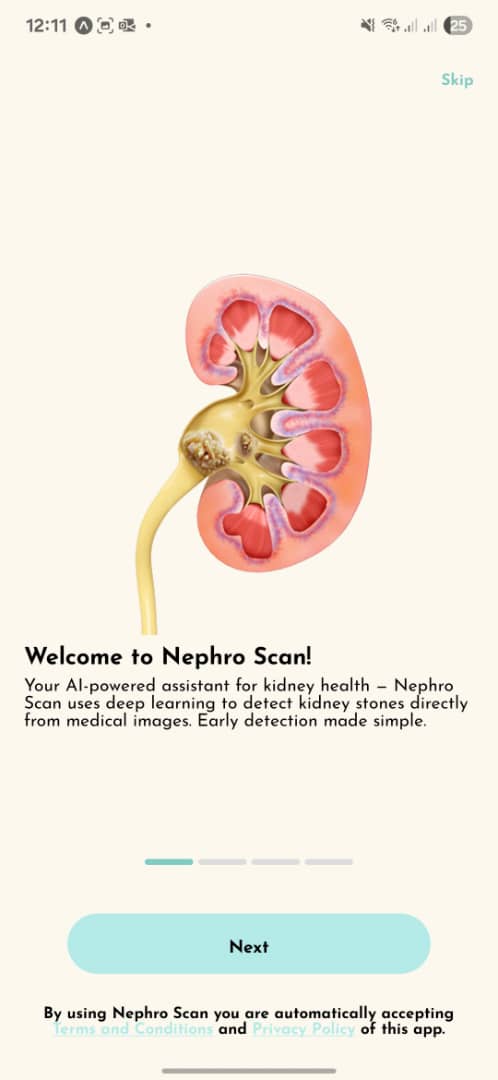 12:11
25
Skip
Welcome to Nephro Scan!
Your AI-powered assistant for kidney health – Nephro
Scan uses deep learning to detect kidney stones directly
from medical images. Early detection made simple.
Next
By using Nephro Scan you are automatically accepting
Terms and Conditions and Privacy Policy of this app.